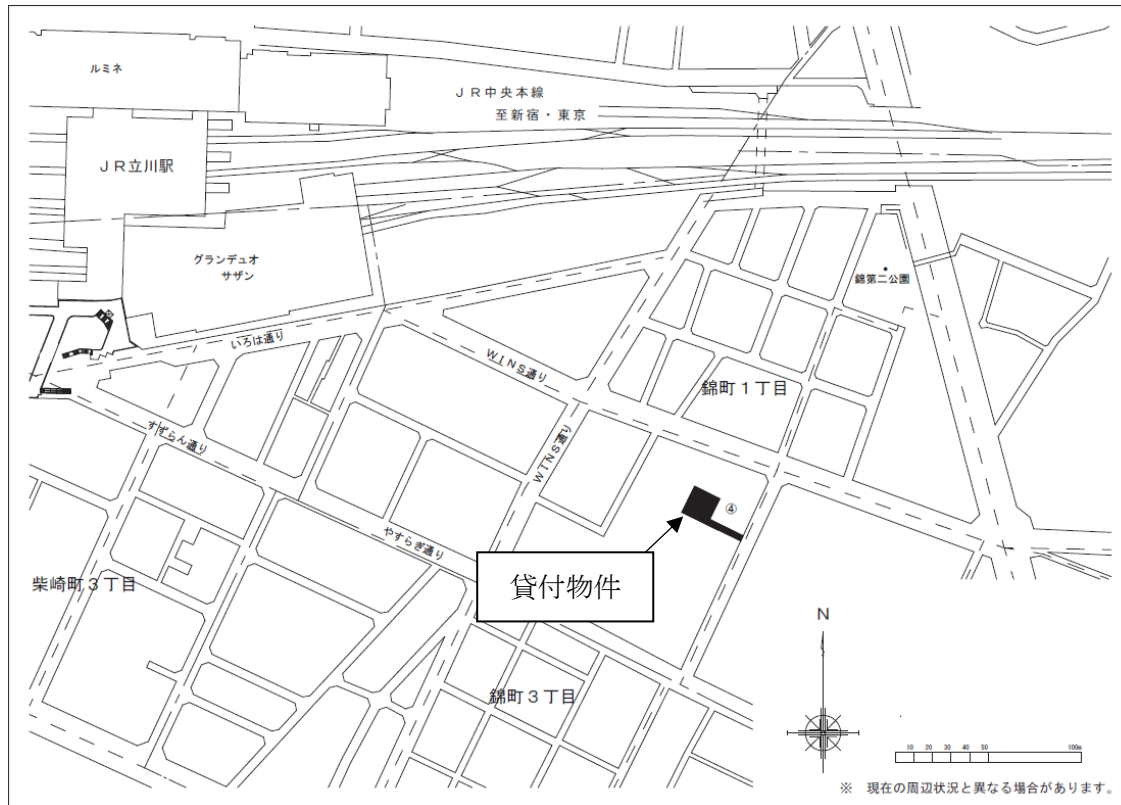 ルミネ
JR中央本線
至新宿・東京
JR立川駅
グランデュオ
サザン
錦第二公園
いろは通り
WINS通り
錦町1丁目
すずらん通り
WINS通り
④
やすらぎ通り
貸付物件
柴崎町3丁目
錦町3丁目
N
10 20 30 40 50 100m
※ 現在の周辺状況と異なる場合があります。